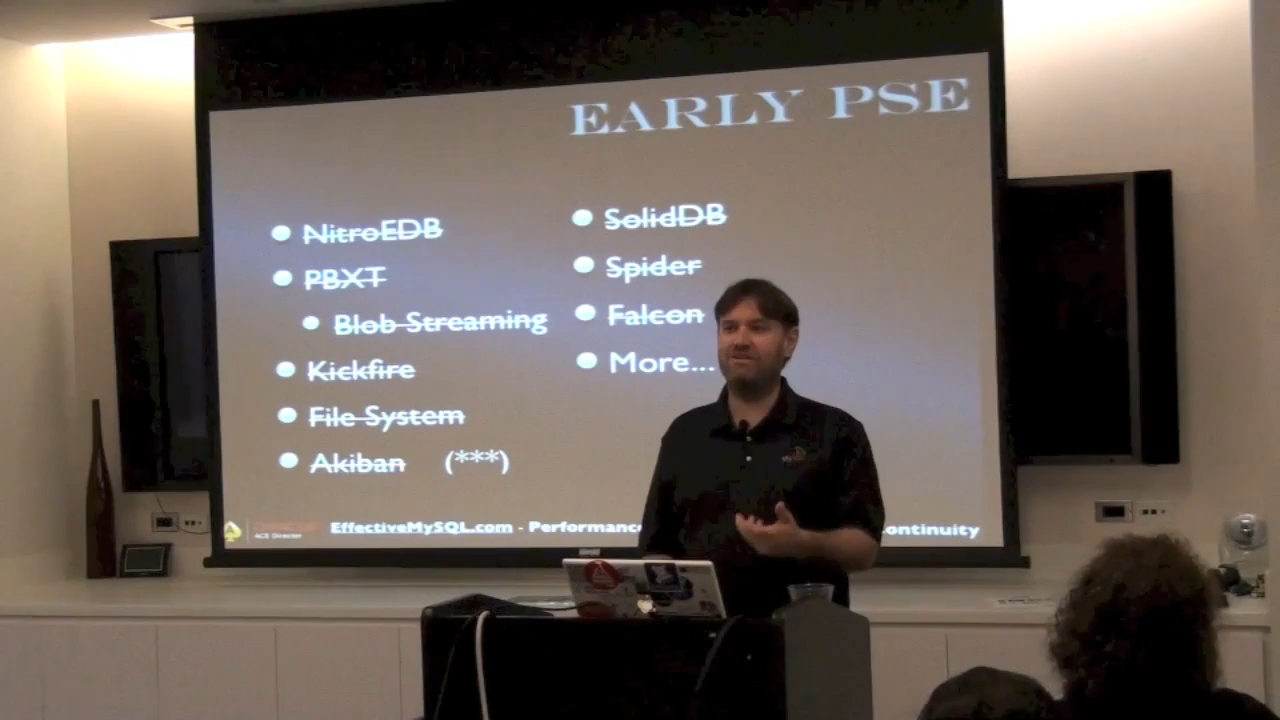 EARLY PSE
NitroEDB
PBXT
Blob Streaming
Kickfire
File System
Akiban (***)
SolidDB
Spider
Falcon
More...
ACE Director
EffectiveMySQL.com - Performance
ontinuity